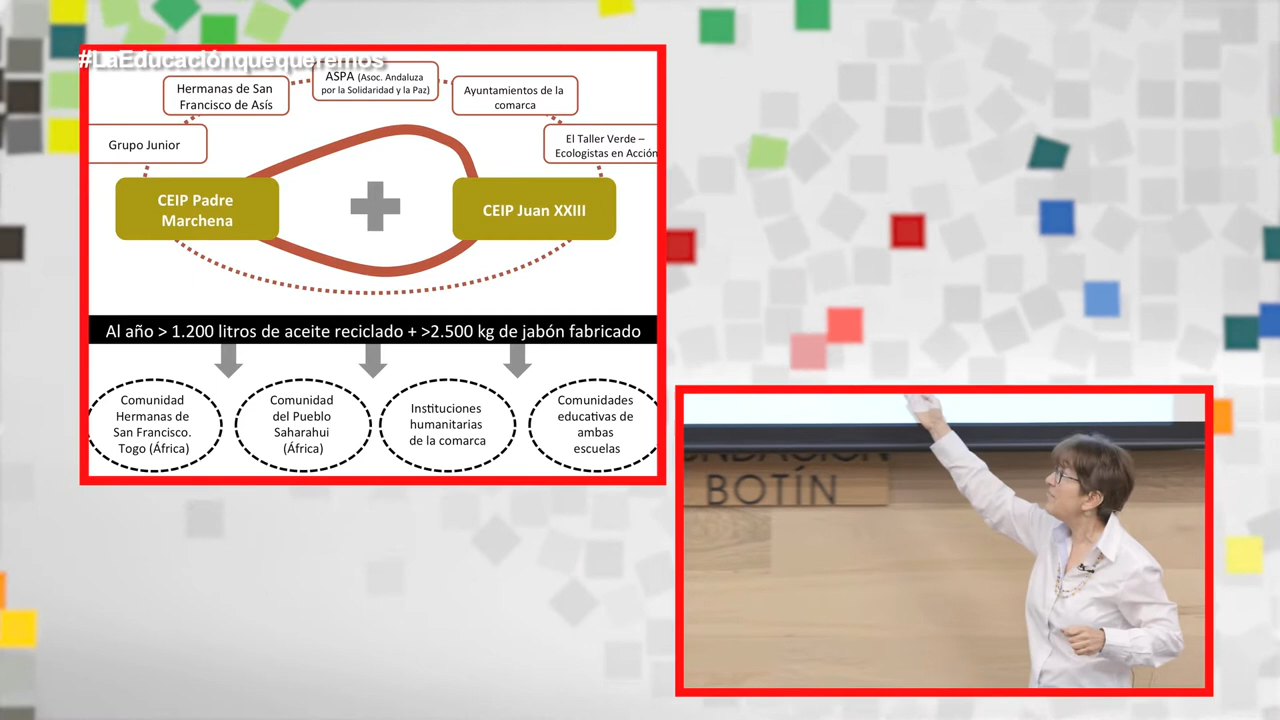 #LaEducaciónquequeremos
ASPA (Asoc. Andaluza
por la Solidaridad y la Paz)
Hermanas de San
Francisco de Asís
Ayuntamientos de la
comarca
Grupo Junior
El Taller Verde –
Ecologistas en Acción
CEIP Padre
Marchena
CEIP Juan XXIII
Al año > 1.200 litros de aceite reciclado + >2.500 kg de jabón fabricado
Comunidad
Hermanas de
San Francisco.
Togo (África)
Comunidad
del Pueblo
Saharahui
(África)
Instituciones
humanitarias
de la comarca
Comunidades
educativas de
ambas
escuelas
FUNDACIÓN
BOTÍN